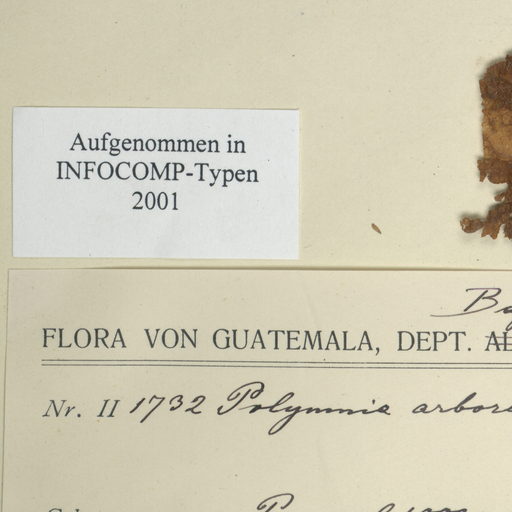 Aufgenommen in
INFOCOMP-Typen
2001
FLORA VON GUATEMALA, DEPT.
Nr. II 1732 Polymnia